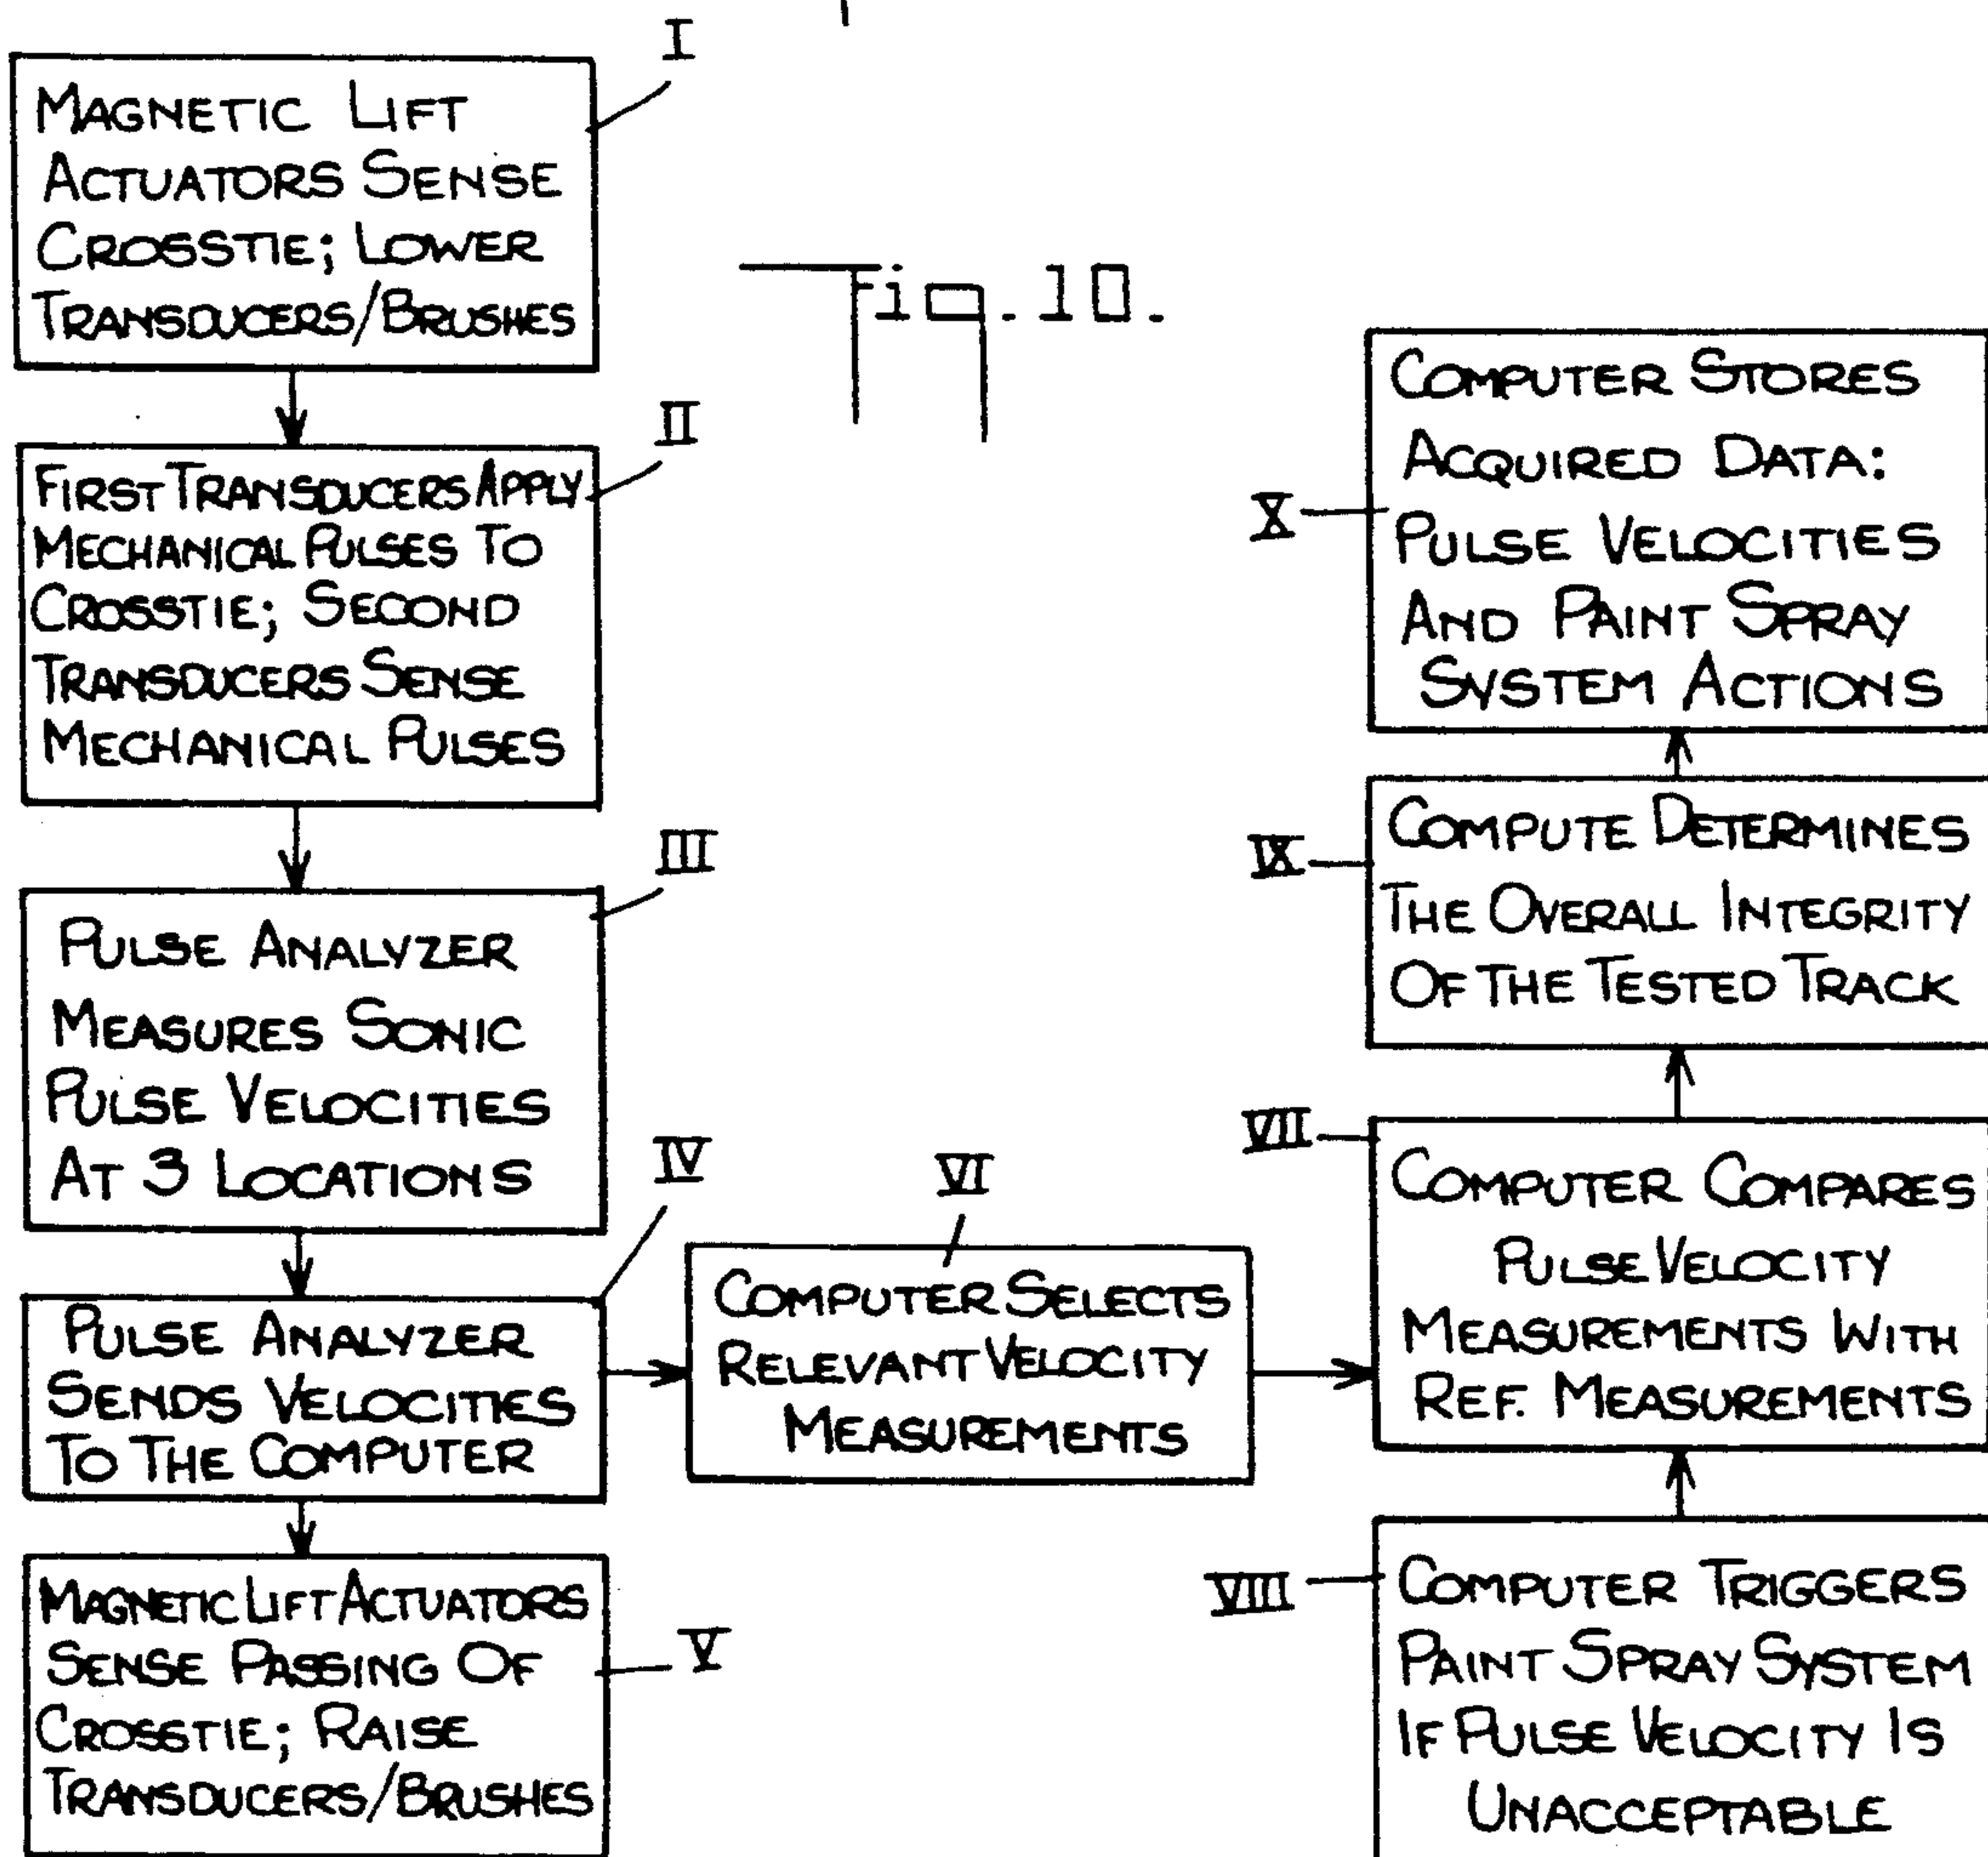 I
MAGNETIC LIFT
ACTUATORS SENSE
CROSSTIE; LOWER
TRANSDUCERS/BRUSHES
Fig. 10.
II
FIRST TRANSDUCERS APPLY
MECHANICAL PULSES TO
CROSSTIE; SECOND
TRANSDUCERS SENSE
MECHANICAL PULSES
III
PULSE ANALYZER
MEASURES SONIC
PULSE VELOCITIES
AT 3 LOCATIONS
IV
PULSE ANALYZER
SENDS VELOCITIES
TO THE COMPUTER
V
MAGNETIC LIFT ACTUATORS
SENSE PASSING OF
CROSSTIE; RAISE
TRANSDUCERS/BRUSHES
VI
COMPUTER SELECTS
RELEVANT VELOCITY
MEASUREMENTS
VII
COMPUTER COMPARES
PULSE VELOCITY
MEASUREMENTS WITH
REF. MEASUREMENTS
VIII
COMPUTER TRIGGERS
PAINT SPRAY SYSTEM
IF PULSE VELOCITY IS
UNACCEPTABLE
IX
COMPUTE DETERMINES
THE OVERALL INTEGRITY
OF THE TESTED TRACK
X
COMPUTER STORES
ACQUIRED DATA:
PULSE VELOCITIES
AND PAINT SPRAY
SYSTEM ACTIONS